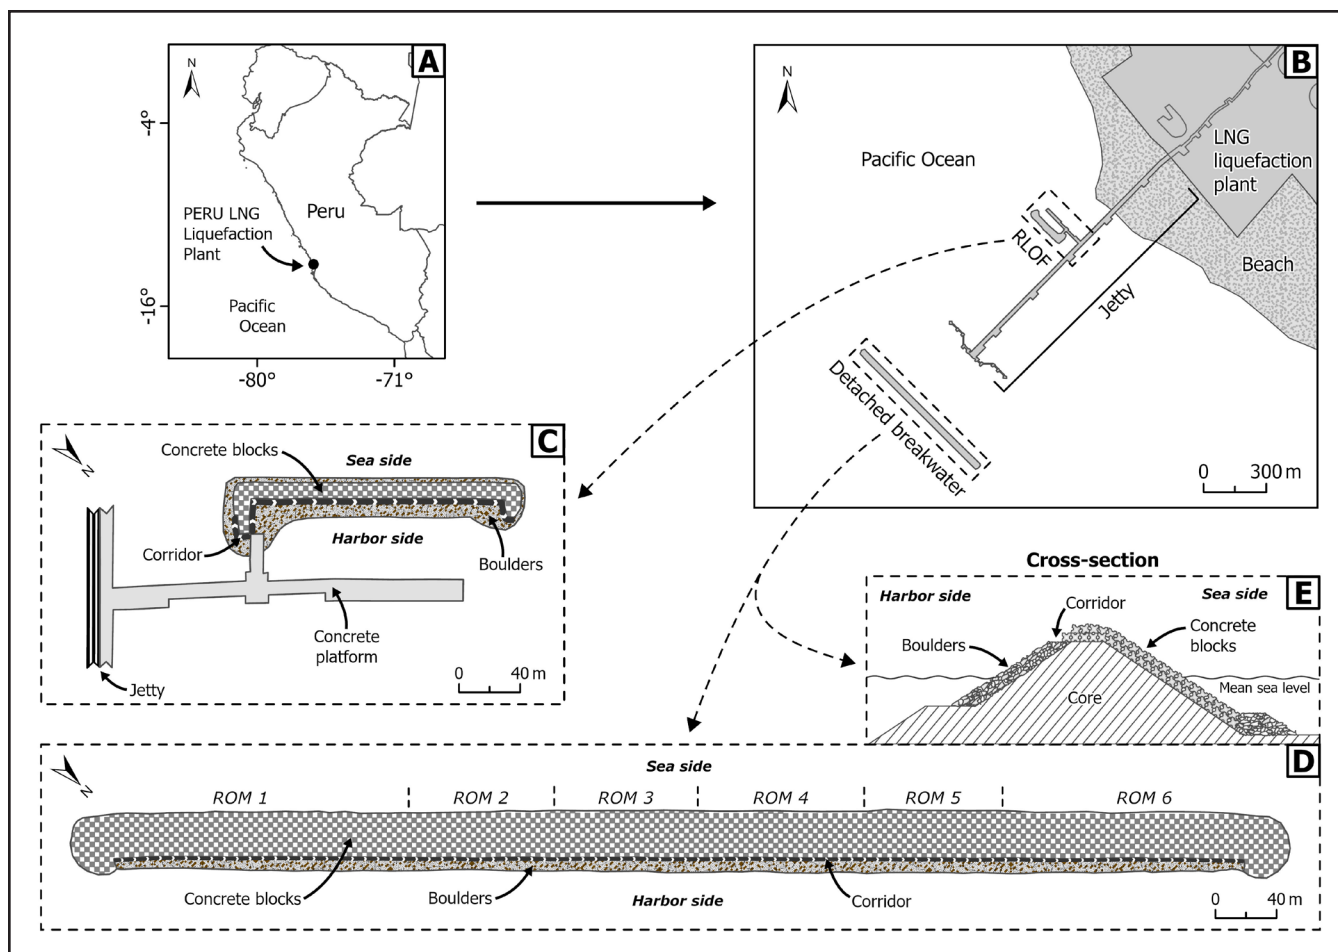 A
N
-4°
PERU LNG
Liquefaction
Plant
Peru
Pacific
Ocean
-16°
-80°
-71°
B
N
Pacific Ocean
LNG
liquefaction
plant
RLOF
Beach
Jetty
Detached breakwater
0 300 m
C
N
Concrete blocks
Sea side
Harbor side
Corridor
Boulders
Concrete
platform
Jetty
0 40 m
Cross-section
E
Harbor side
Sea side
Corridor
Concrete
blocks
Boulders
Mean sea level
Core
D
N
Sea side
ROM 1
ROM 2
ROM 3
ROM 4
ROM 5
ROM 6
Concrete blocks
Boulders
Harbor side
Corridor
0 40 m